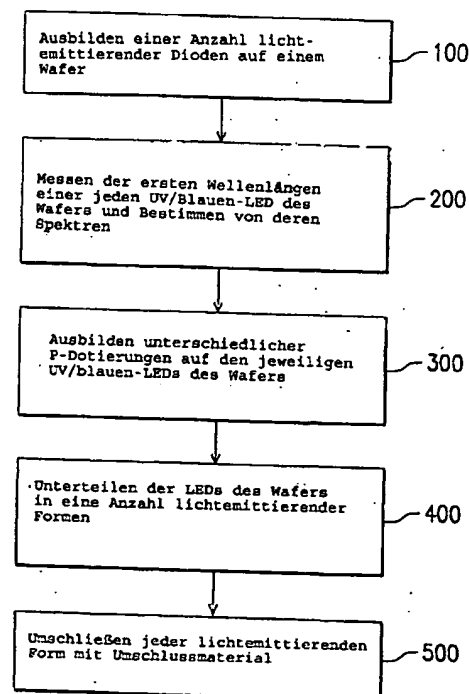 Ausbilden einer Anzahl licht-
emittierender Dioden auf einem
Wafer
100
Messen der ersten Wellenlängen
einer jeden UV/Blauen-LED des
Wafers und Bestimmen von deren
Spektren
200
Ausbilden unterschiedlicher
P-Dotierungen auf den jeweiligen
UV/blauen-LEDs des Wafers
300
Unterteilen der LEDs des Wafers
in eine Anzahl lichtemittierender
Formen
400
Umschließen jeder lichtemittierenden
Form mit Umschlussmaterial
500